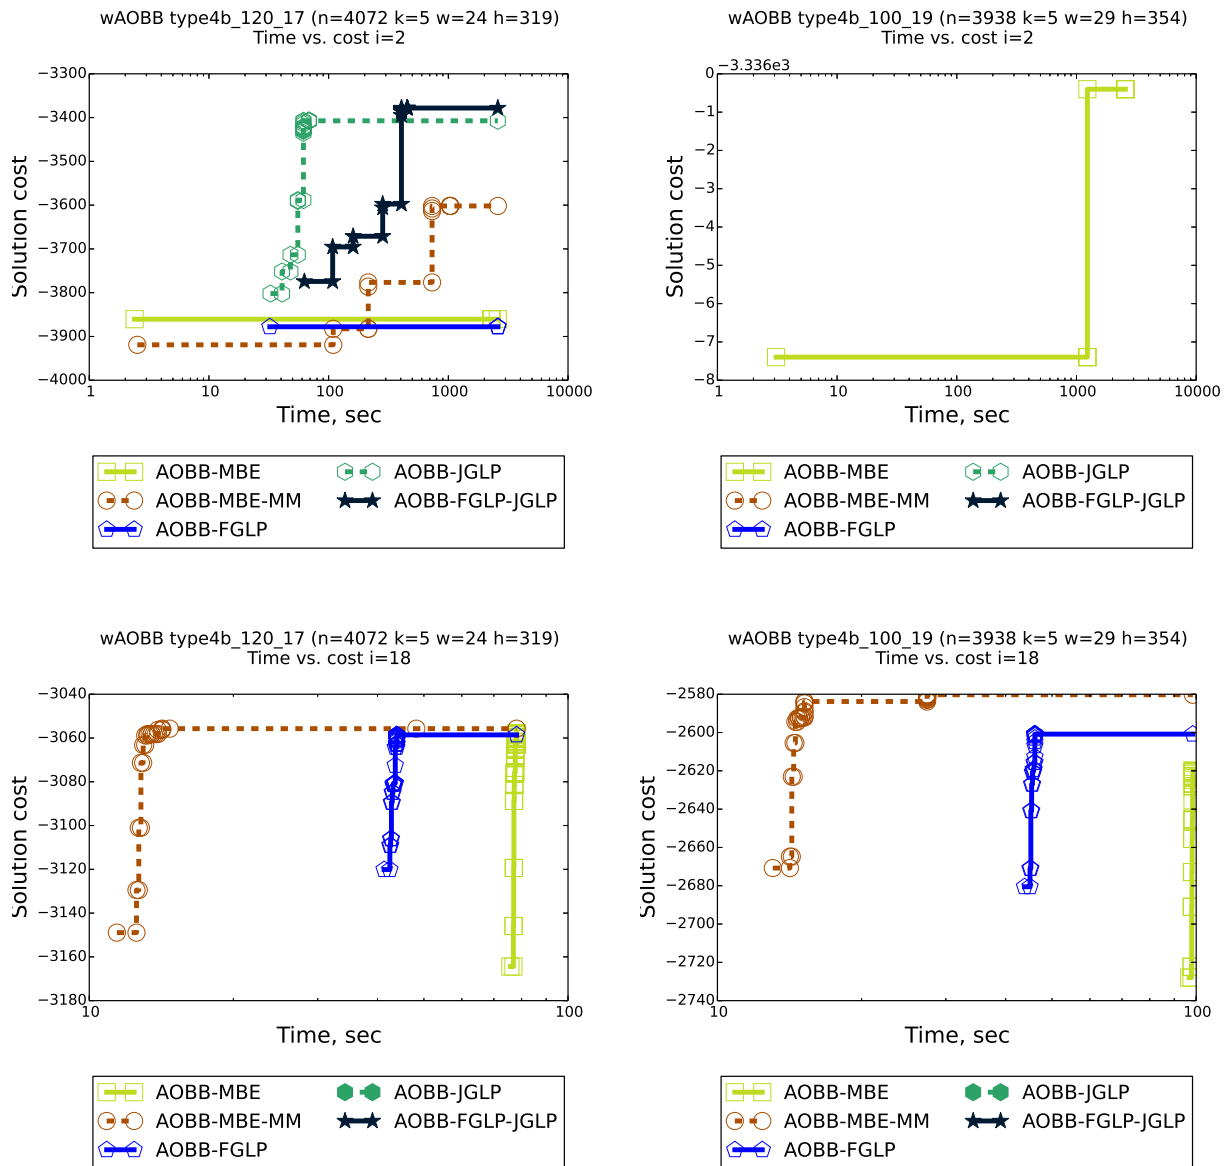 wAOBB type4b_120_17 (n=4072 k=5 w=24 h=319)
Time vs. cost i=2
−3300
−3400
−3500
−3600
−3700
−3800
−3900
−4000
Solution cost
1
10
100
1000
10000
Time, sec
AOBB-MBE
AOBB-MBE-MM
AOBB-FGLP
AOBB-JGLP
AOBB-FGLP-JGLP
wAOBB type4b_100_19 (n=3938 k=5 w=29 h=354)
Time vs. cost i=2
−3.336e3
0
−1
−2
−3
−4
−5
−6
−7
−8
Solution cost
1
10
100
1000
10000
Time, sec
AOBB-MBE
AOBB-MBE-MM
AOBB-FGLP
AOBB-JGLP
AOBB-FGLP-JGLP
wAOBB type4b_120_17 (n=4072 k=5 w=24 h=319)
Time vs. cost i=18
−3040
−3060
−3080
−3100
−3120
−3140
−3160
−3180
Solution cost
10
100
Time, sec
AOBB-MBE
AOBB-MBE-MM
AOBB-FGLP
AOBB-JGLP
AOBB-FGLP-JGLP
wAOBB type4b_100_19 (n=3938 k=5 w=29 h=354)
Time vs. cost i=18
−2580
−2600
−2620
−2640
−2660
−2680
−2700
−2720
−2740
Solution cost
10
100
Time, sec
AOBB-MBE
AOBB-MBE-MM
AOBB-FGLP
AOBB-JGLP
AOBB-FGLP-JGLP